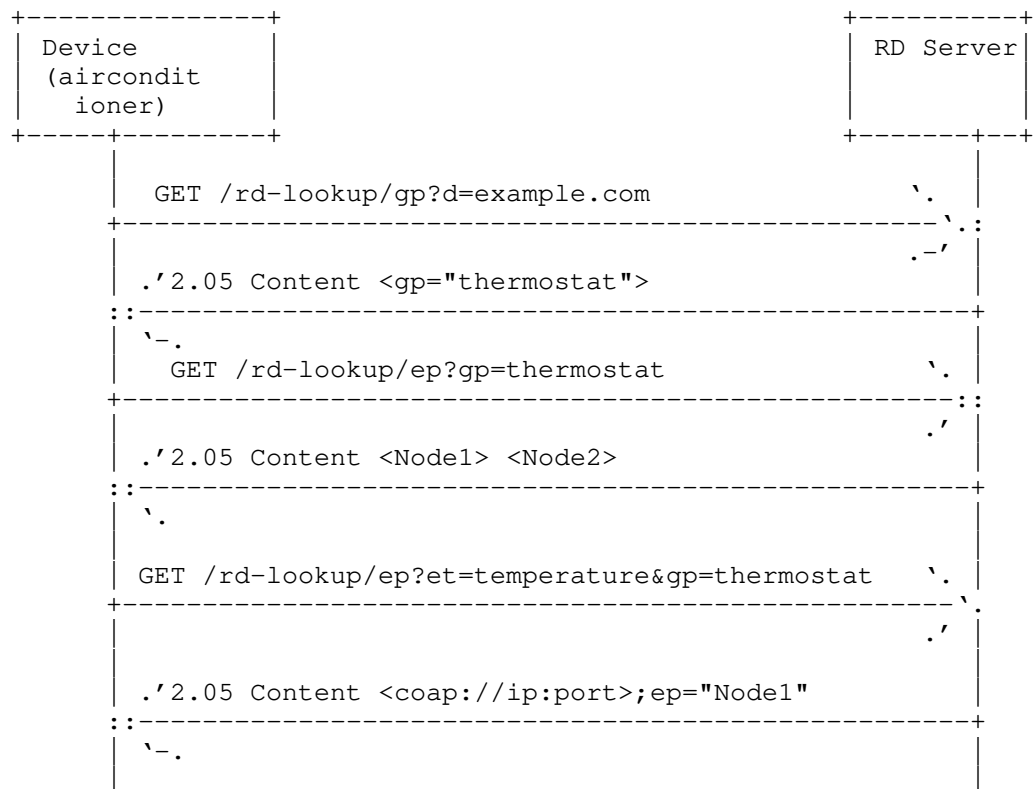 Device
RD Server
(aircondit
ioner)
GET /rd-lookup/gp?d=example.com
2.05 Content <gp="thermostat">
GET /rd-lookup/ep?gp=thermostat
2.05 Content <Node1> <Node2>
GET /rd-lookup/ep?et=temperature&gp=thermostat
2.05 Content <coap://ip:port>;ep="Node1"